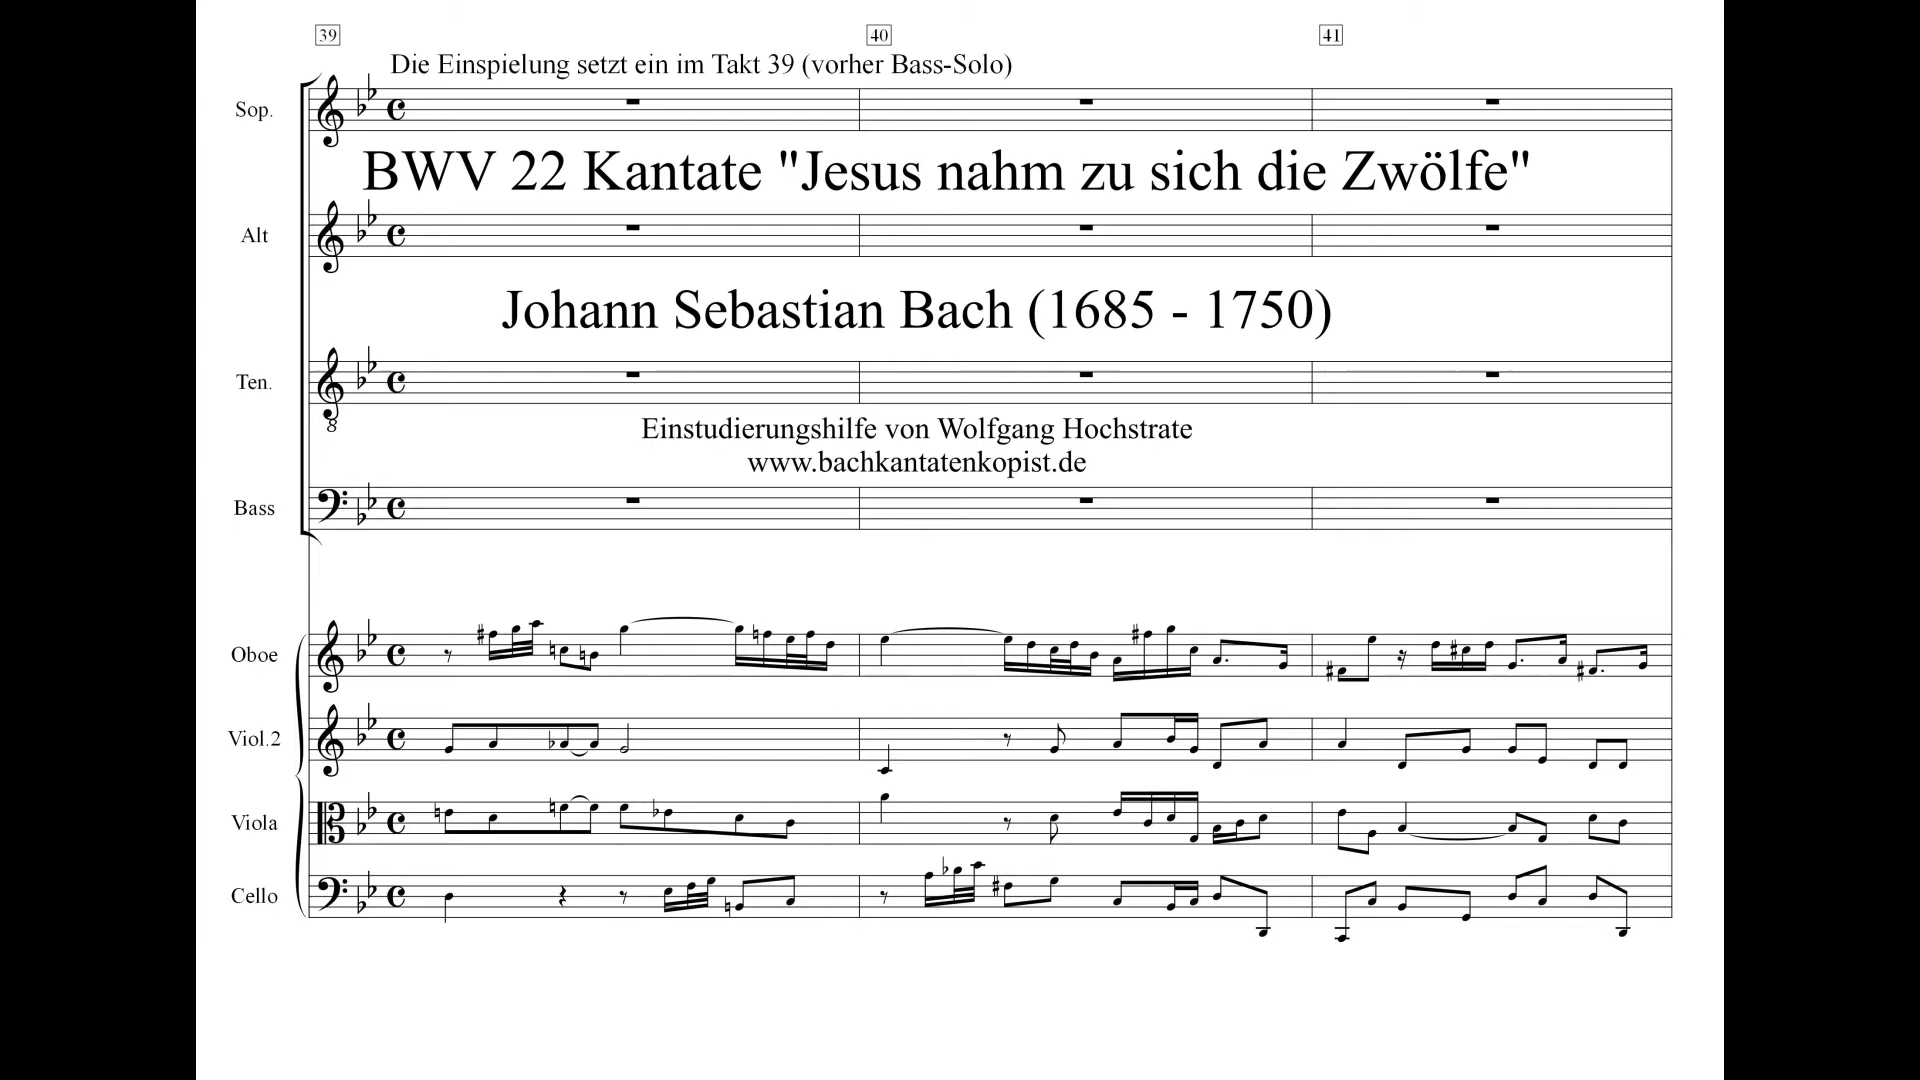 39 40 41
Die Einspielung setzt ein im Takt 39 (vorher Bass-Solo)
Sop.
BWV 22 Kantate "Jesus nahm zu sich die Zwölfe"
Alt
Johann Sebastian Bach (1685 - 1750)
Ten.
8
Einstudierungshilfe von Wolfgang Hochstrate
www.bachkantatenkopist.de
Bass
Oboe
Viol.2
Viola
Cello